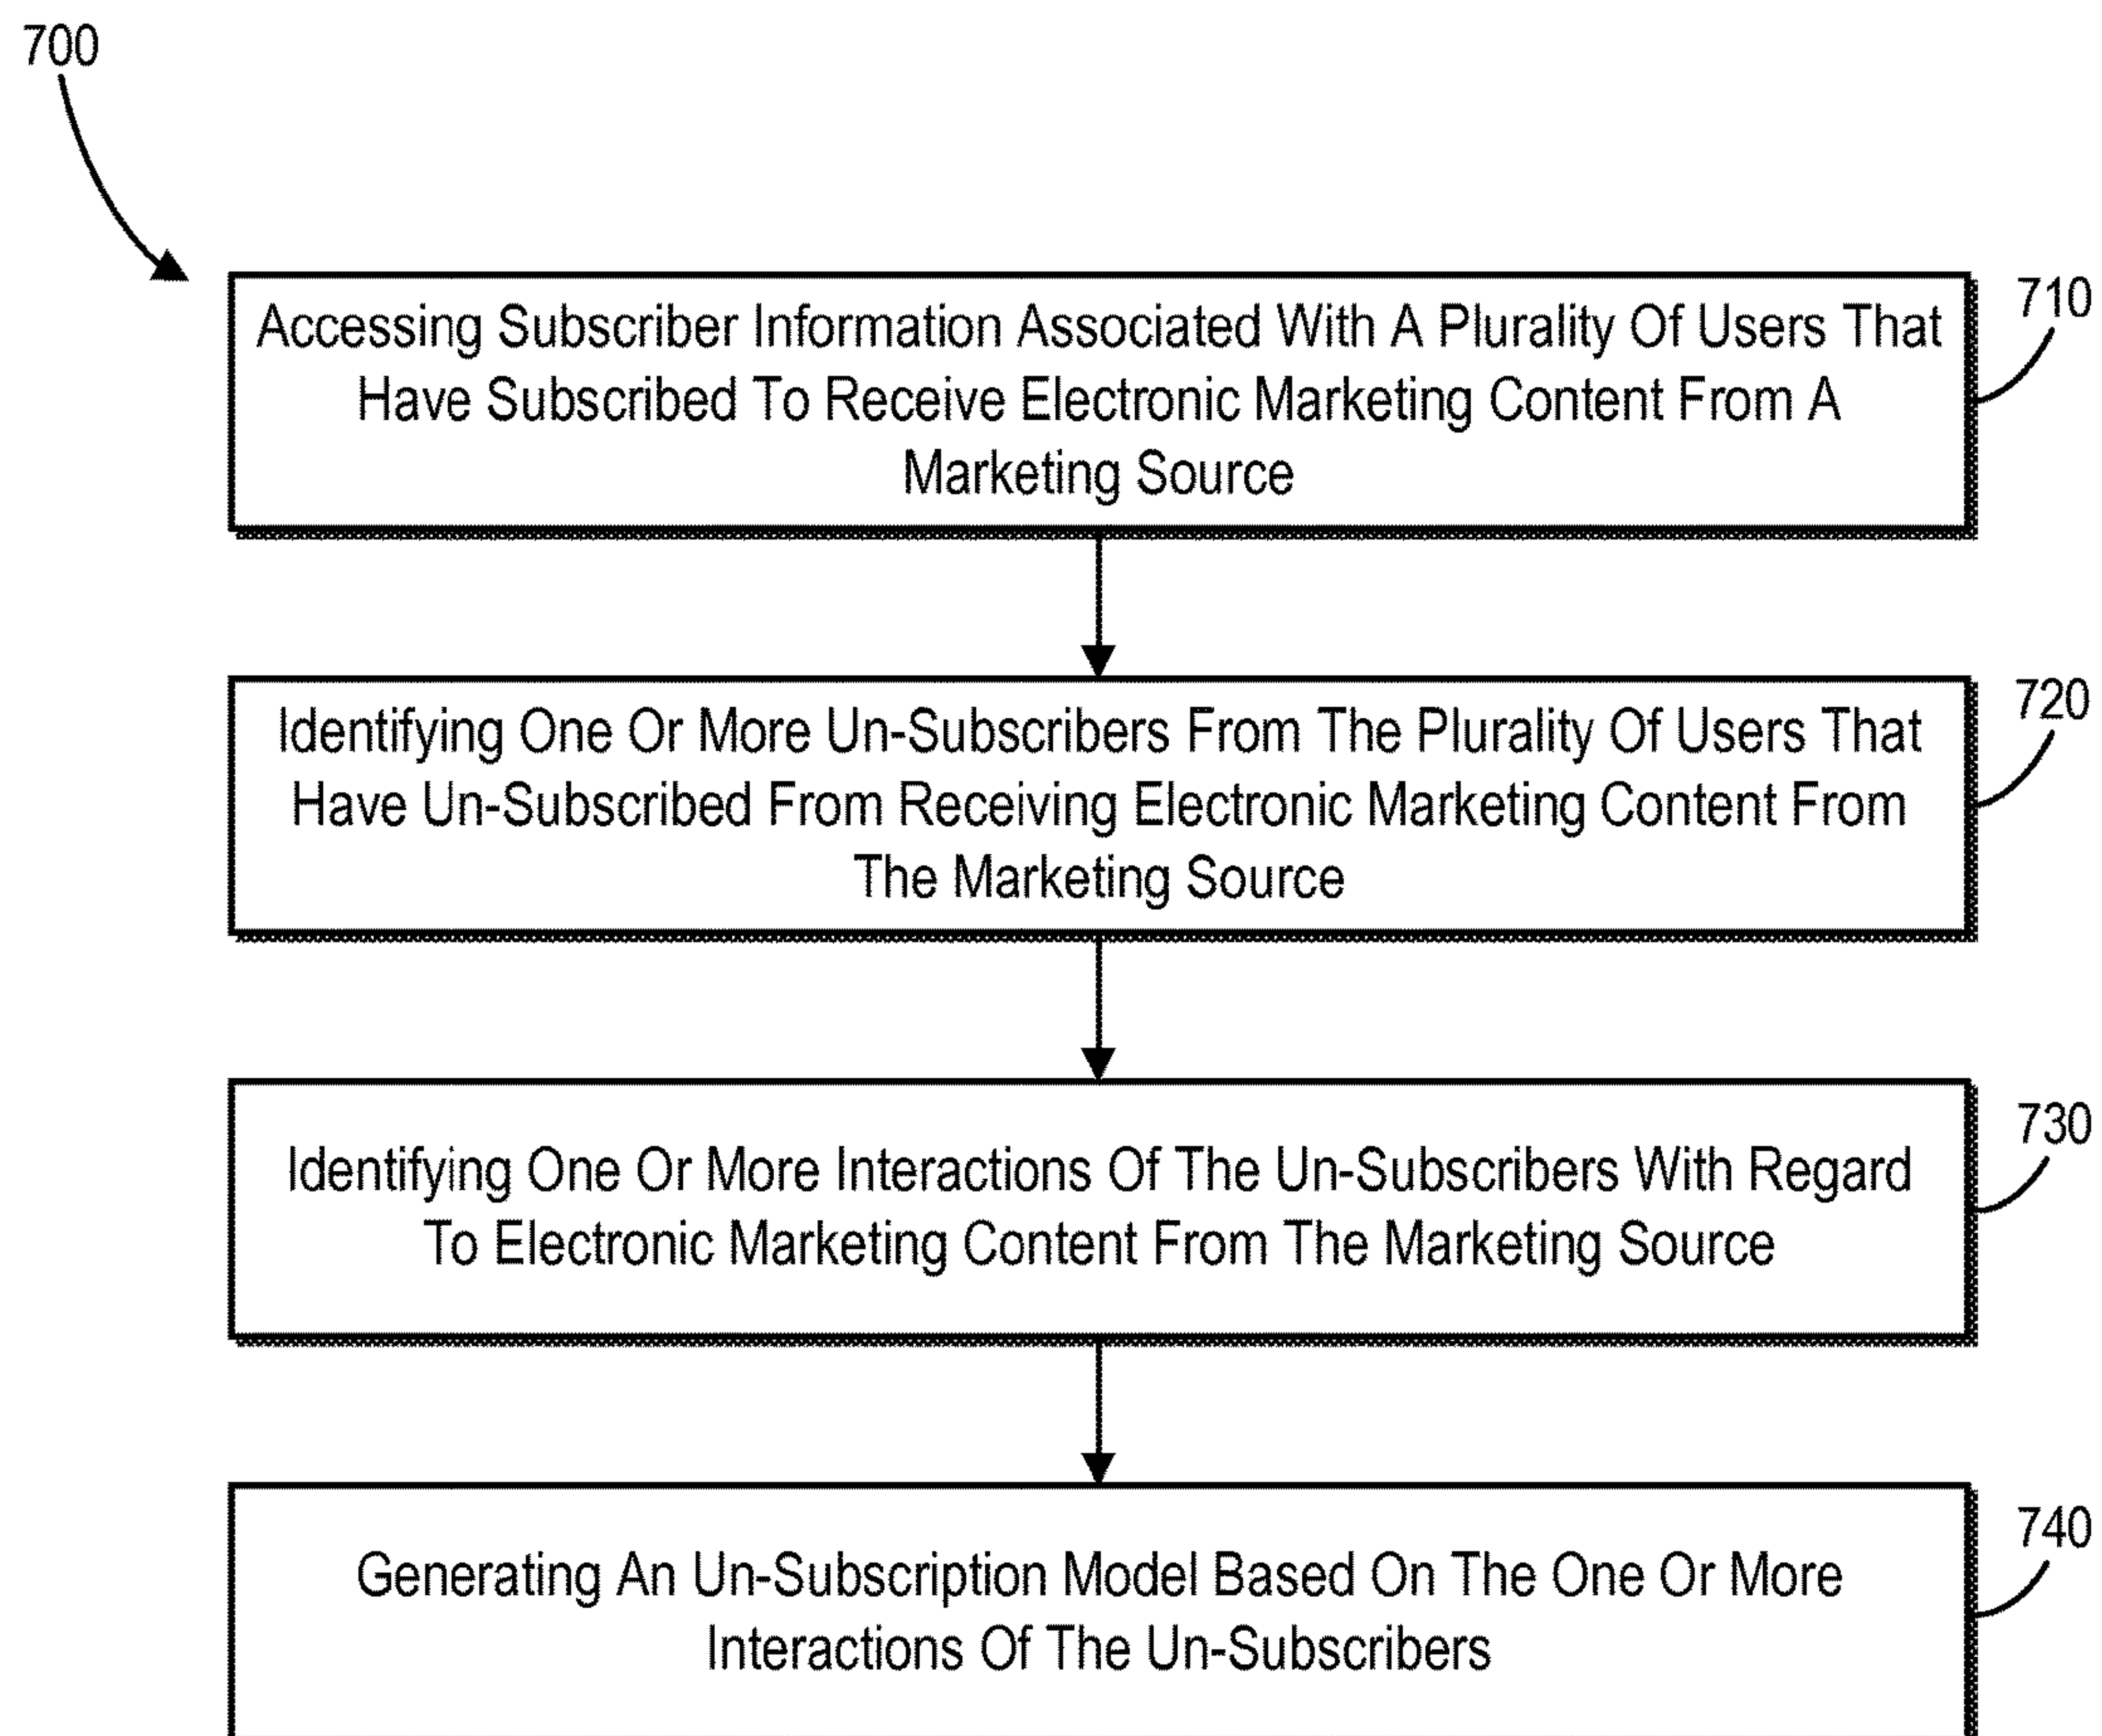 700
Accessing Subscriber Information Associated With A Plurality Of Users That
Have Subscribed To Receive Electronic Marketing Content From A
Marketing Source
710
Identifying One Or More Un-Subscribers From The Plurality Of Users That
Have Un-Subscribed From Receiving Electronic Marketing Content From
The Marketing Source
720
Identifying One Or More Interactions Of The Un-Subscribers With Regard
To Electronic Marketing Content From The Marketing Source
730
Generating An Un-Subscription Model Based On The One Or More
Interactions Of The Un-Subscribers
740